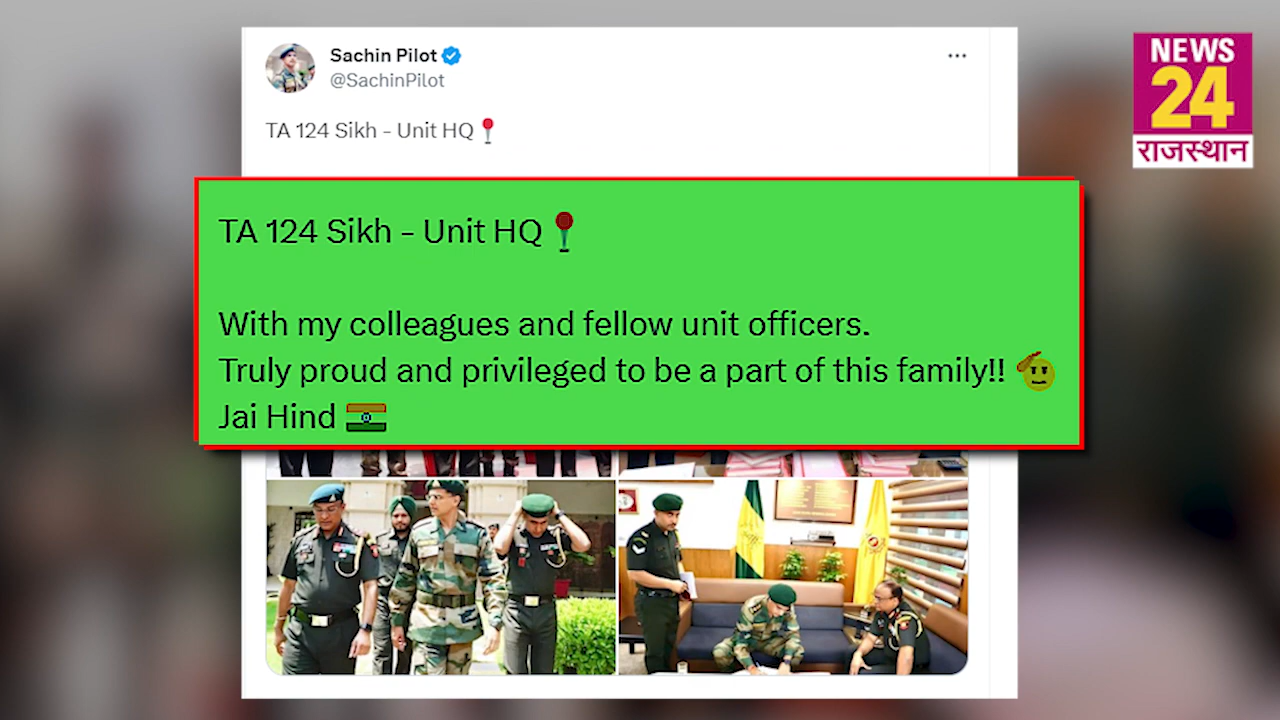 Sachin Pilot
@SachinPilot
TA 124 Sikh - Unit HQ📍
NEWS
24
राजस्थान
TA 124 Sikh - Unit HQ📍
With my colleagues and fellow unit officers.
Truly proud and privileged to be a part of this family!! 🫡
Jai Hind 🇮🇳